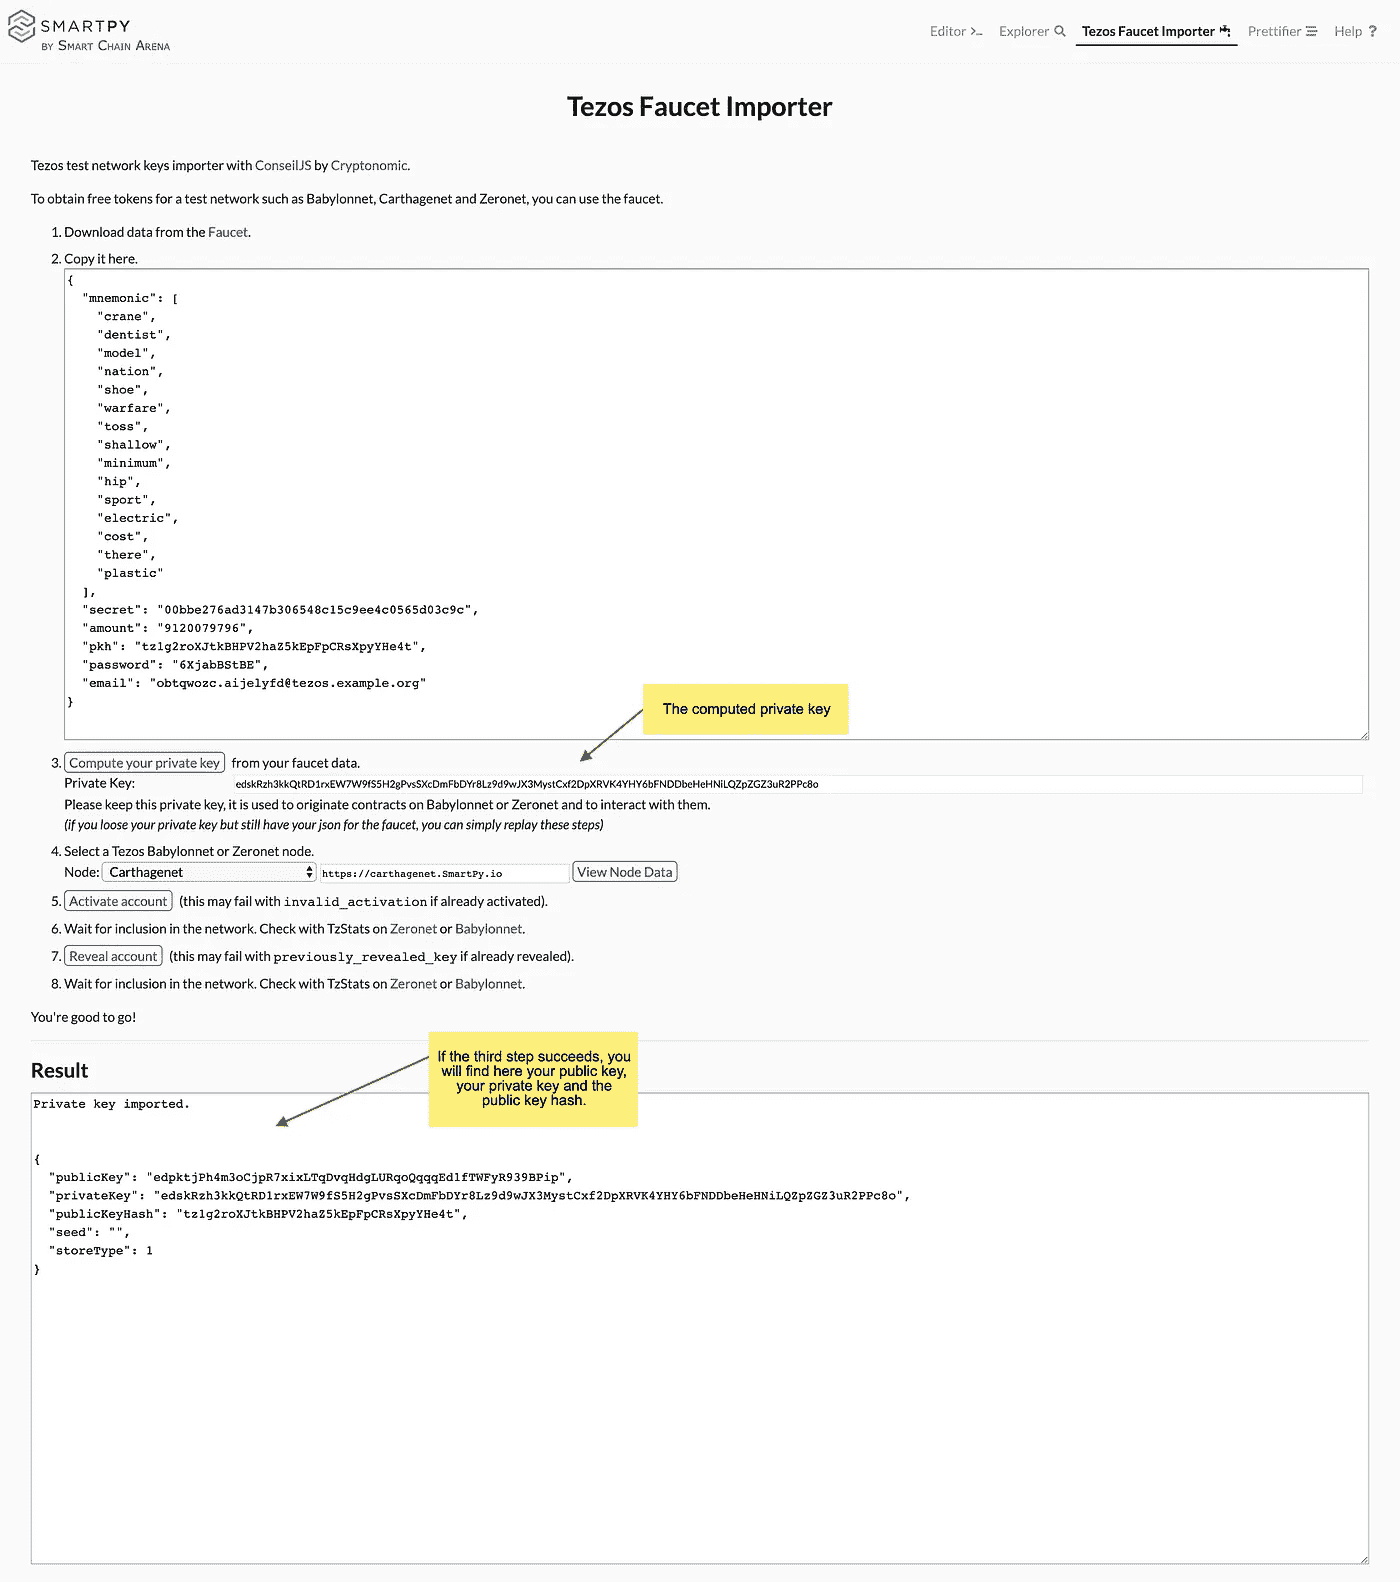 SMARTPY
BY SMART CHAIN ARENA
Editor
Explorer
Tezos Faucet Importer
Prettifier
Help ?
Tezos Faucet Importer
Tezos test network keys importer with ConseilJS by Cryptonomic.
To obtain free tokens for a test network such as Babylonnet, Carthagenet and Zeronet, you can use the faucet.
1. Download data from the Faucet.
2. Copy it here.
{
"mnemonic": [
"crane",
"dentist",
"model",
"nation",
"shoe",
"warfare",
"toss",
"shallow",
"minimum",
"hip",
"sport",
"electric",
"cost",
"there",
"plastic"
],
"secret": "00bbe276ad3147b306548c15c9ee4c0565d03c9c",
"amount": "9120079796",
"pkh": "tz1g2roXJtkBHPV2haZ5kEpFpCRsXpyYHe4t",
"password": "6XjabBStBE",
"email": "obtqwozc.aijelyfd@tezos.example.org"
}
The computed private key
3. Compute your private key from your faucet data.
Private Key: edskRzh3kkQtRD1rxEW7W9fS5H2gPvsSXcDmFbDYr8Lz9d9wJX3MystCxf2DpXRVK4YHY6bFNDDbeHeHNiLQZpZGZ3uR2PPc8o
Please keep this private key, it is used to originate contracts on Babylonnet or Zeronet and to interact with them.
(if you loose your private key but still have your json for the faucet, you can simply replay these steps)
4. Select a Tezos Babylonnet or Zeronet node.
Node: Carthagenet https://carthagenet.SmartPy.io View Node Data
5. Activate account (this may fail with invalid_activation if already activated).
6. Wait for inclusion in the network. Check with TzStats on Zeronet or Babylonnet.
7. Reveal account (this may fail with previously_revealed_key if already revealed).
8. Wait for inclusion in the network. Check with TzStats on Zeronet or Babylonnet.
You're good to go!
If the third step succeeds, you
will find here your public key,
your private key and the
public key hash.
Result
Private key imported.
{
"publicKey": "edpktjPh4m3oCjpR7xixLTqDvqHdgLURqoQqqqEd1fTWFyR939BPip",
"privateKey": "edskRzh3kkQtRD1rxEW7W9fS5H2gPvsSXcDmFbDYr8Lz9d9wJX3MystCxf2DpXRVK4YHY6bFNDDbeHeHNiLQZpZGZ3uR2PPc8o",
"publicKeyHash": "tz1g2roXJtkBHPV2haZ5kEpFpCRsXpyYHe4t",
"seed": "",
"storeType": 1
}